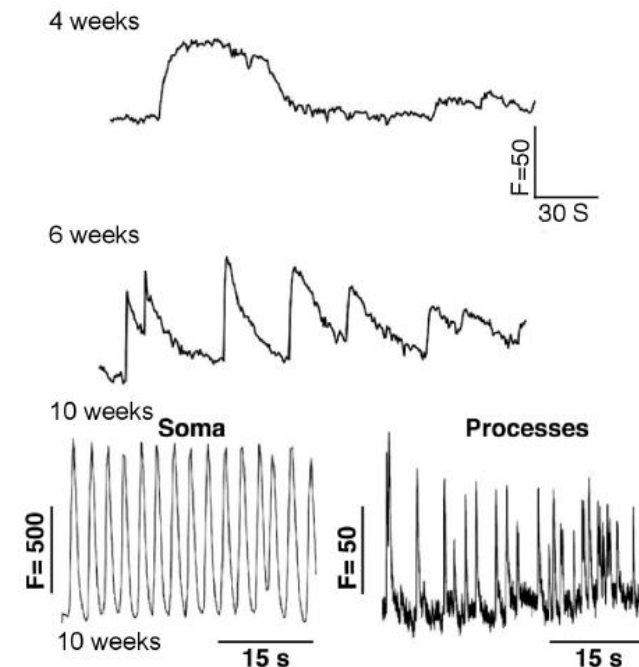 4 weeks
F=50
30 S
6 weeks
10 weeks
Soma
Processes
F= 500
F= 50
10 weeks
15 s
15 s